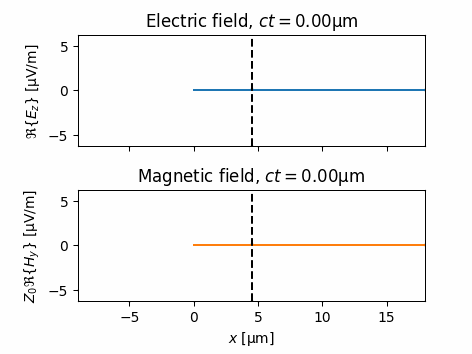 Electric field, ct = 0.00μm
ℜ{E_z} [μV/m]
5
0
−5
Magnetic field, ct = 0.00μm
Z_0ℜ{H_y} [μV/m]
5
0
−5
−5 0 5 10 15
x [μm]